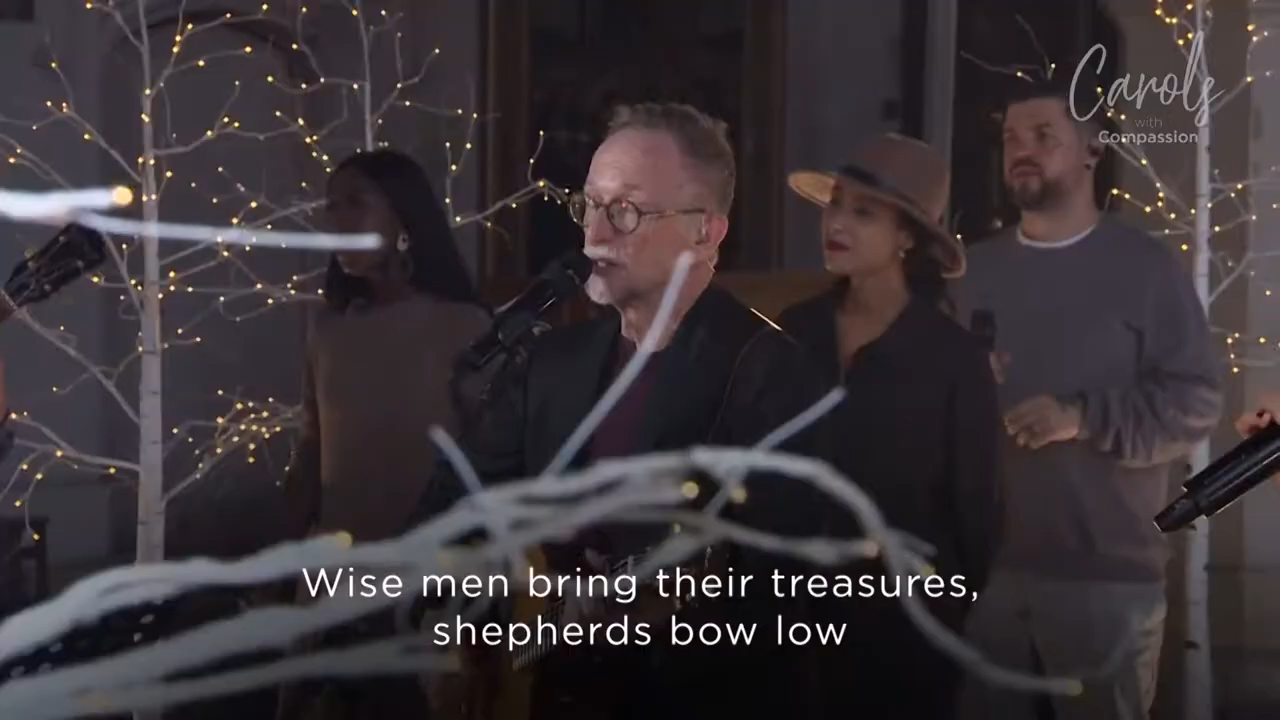 Carols
with
Compassion
Wise men bring their treasures,
shepherds bow low